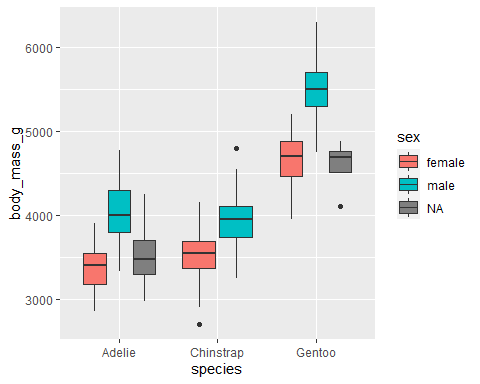 6000
5000
4000
3000
body_mass_g
Adelie
Chinstrap
Gentoo
species
sex
female
male
NA